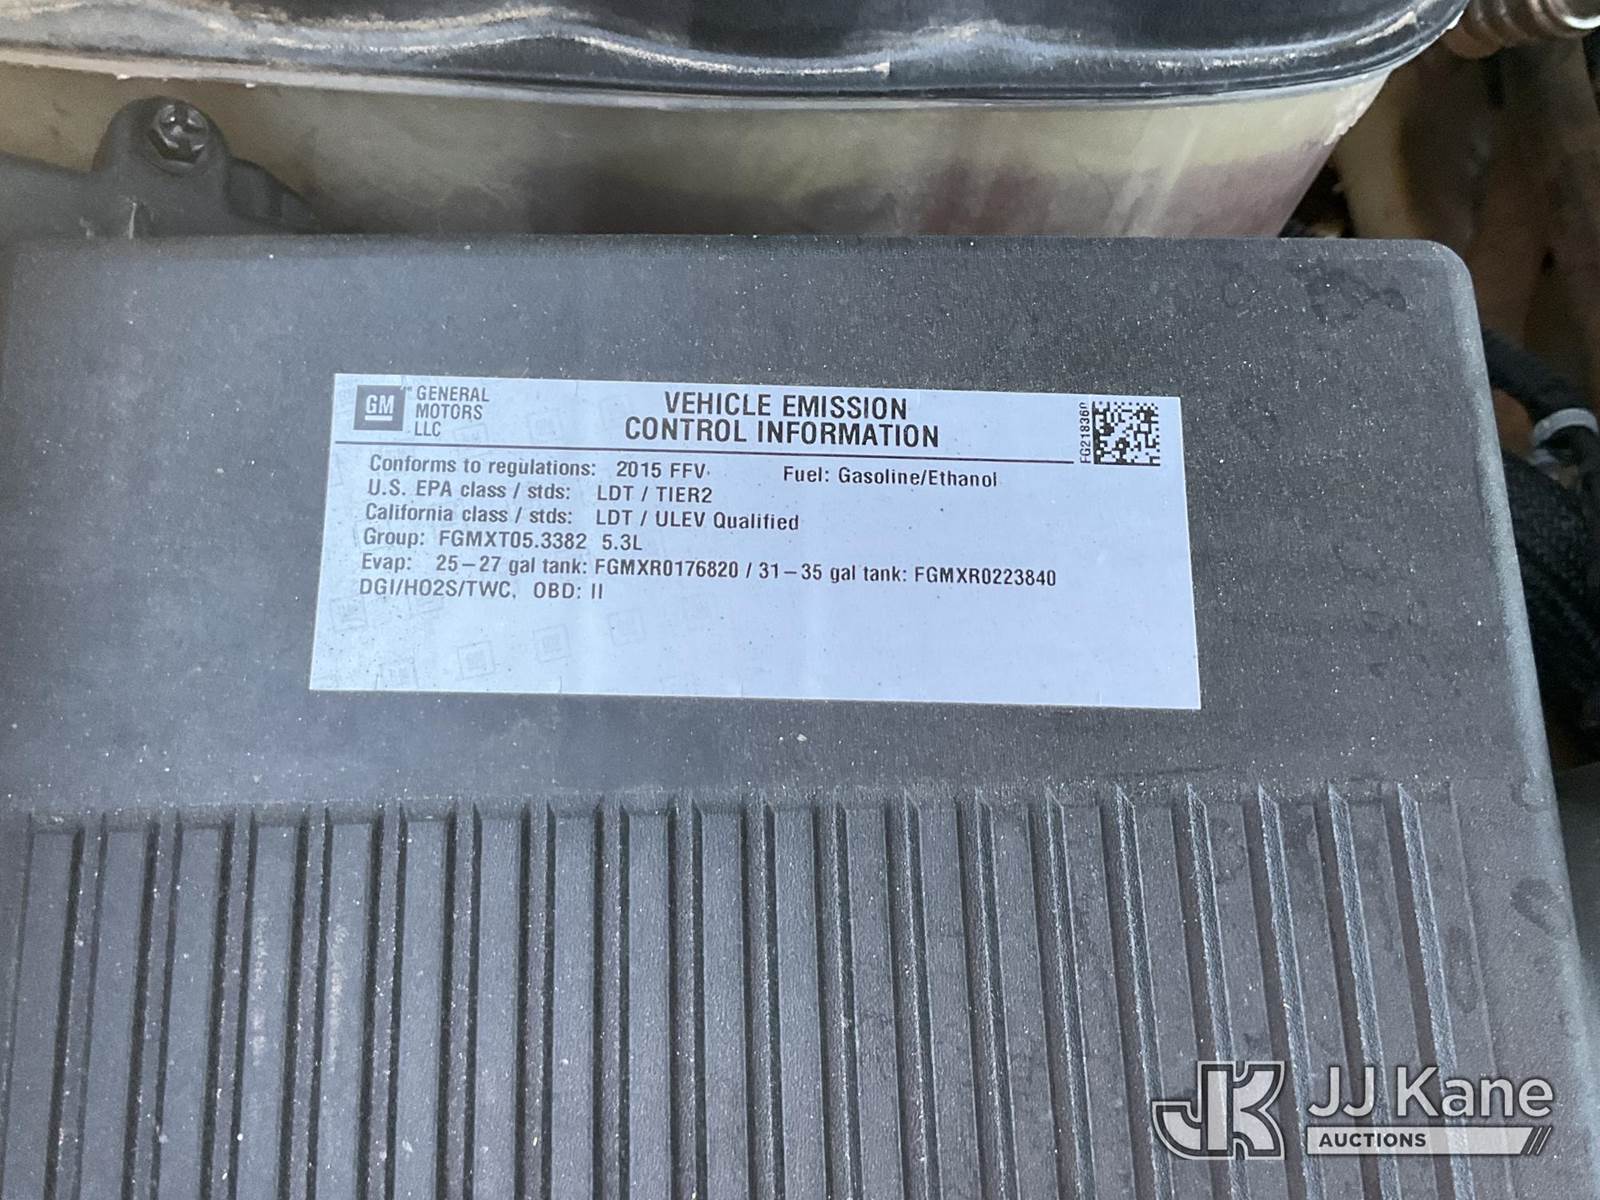 GM
GENERAL
MOTORS
LLC
VEHICLE EMISSION
CONTROL INFORMATION
FG218360
Conforms to regulations: 2015 FFV Fuel: Gasoline/Ethanol
U.S. EPA class / stds: LDT / TIER2
California class / stds: LDT / ULEV Qualified
Group: FGMXT05.3382 5.3L
Evap: 25-27 gal tank: FGMXR0176820 / 31-35 gal tank: FGMXR0223840
DGI/HO2S/TWC, OBD: II
JK JJ Kane
AUCTIONS